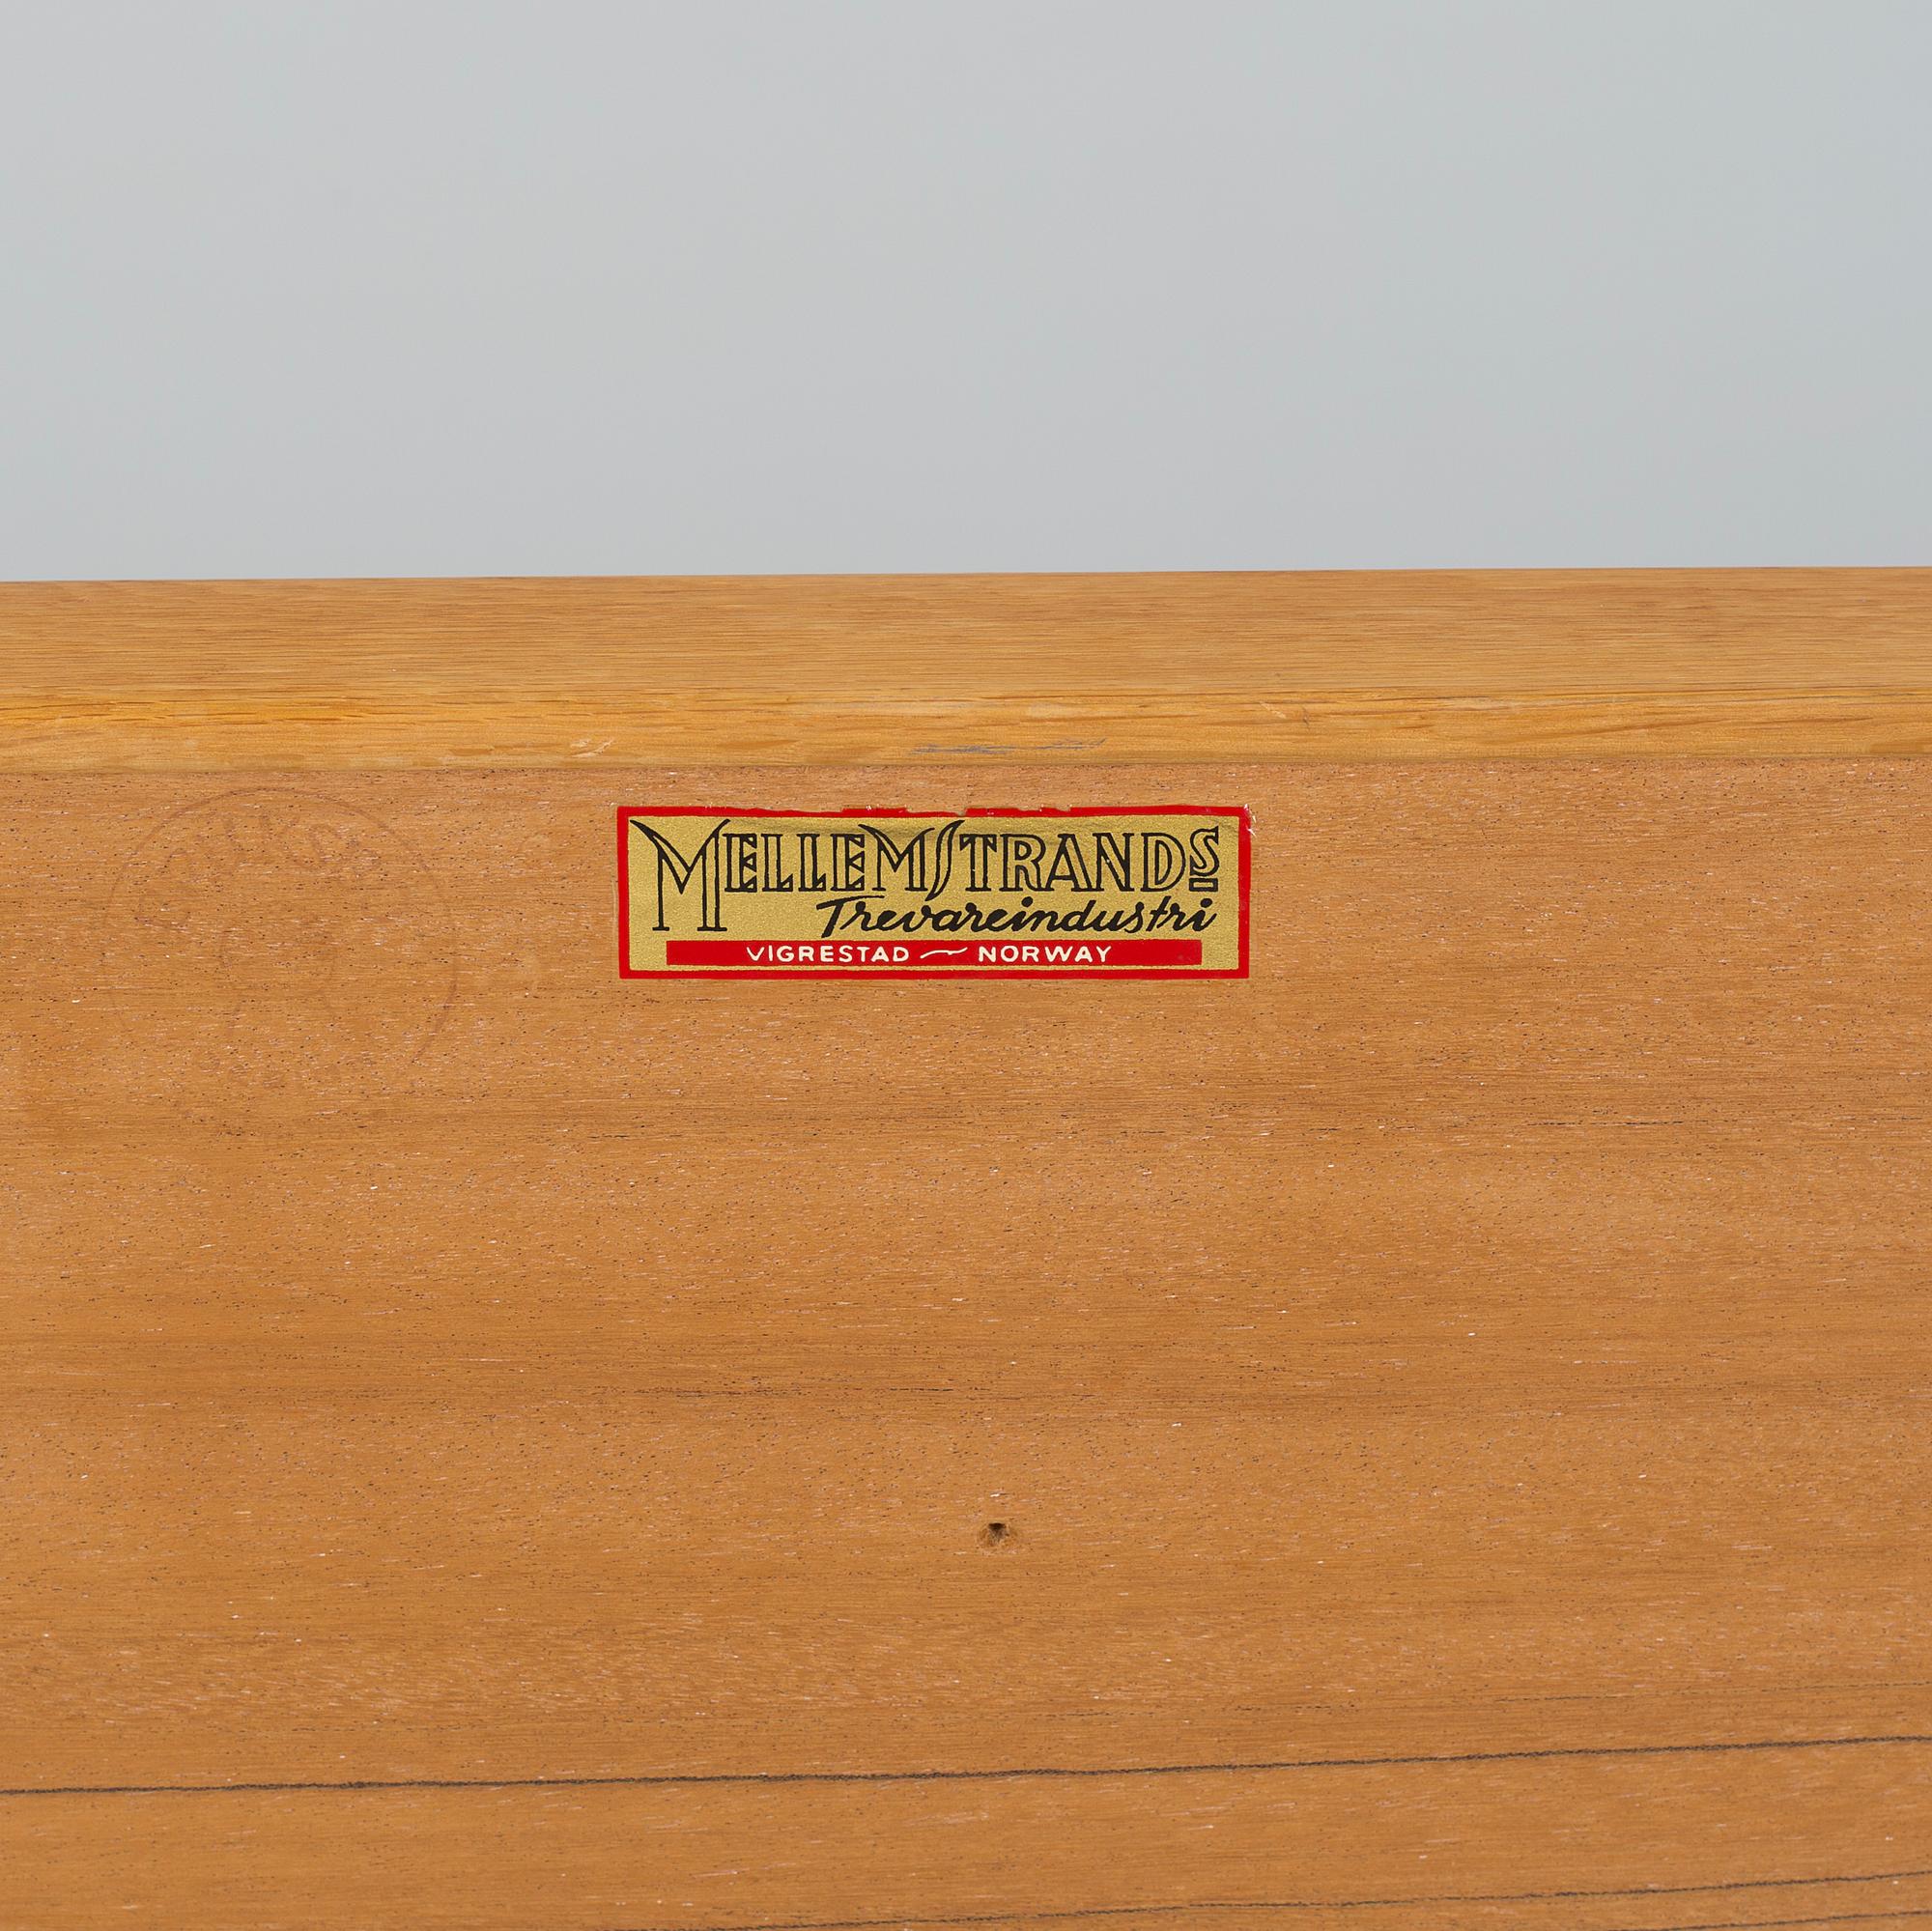 MELLEMSTRANDS
Trevareindustri
VIGRESTAD ~ NORWAY